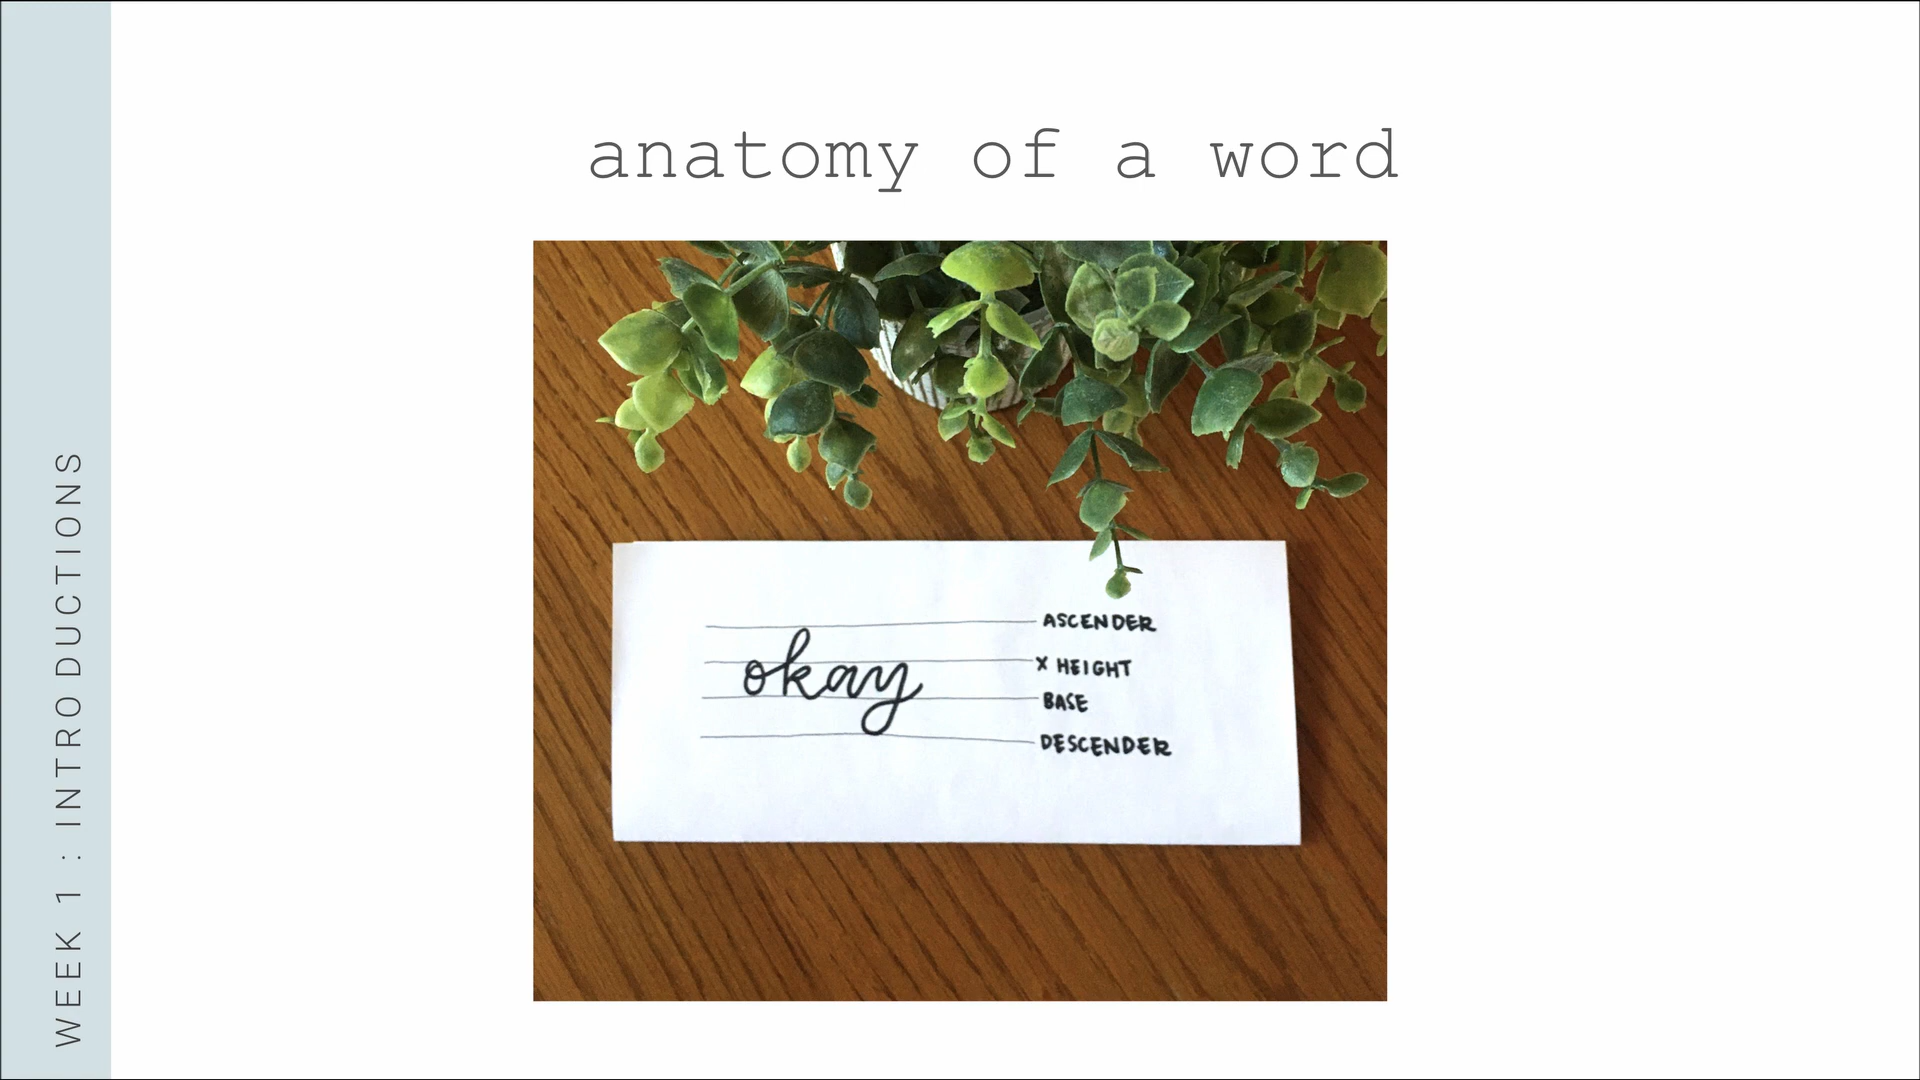 anatomy of a word
okay
ASCENDER
X HEIGHT
BASE
DESCENDER
WEEK 1 : INTRODUCTIONS